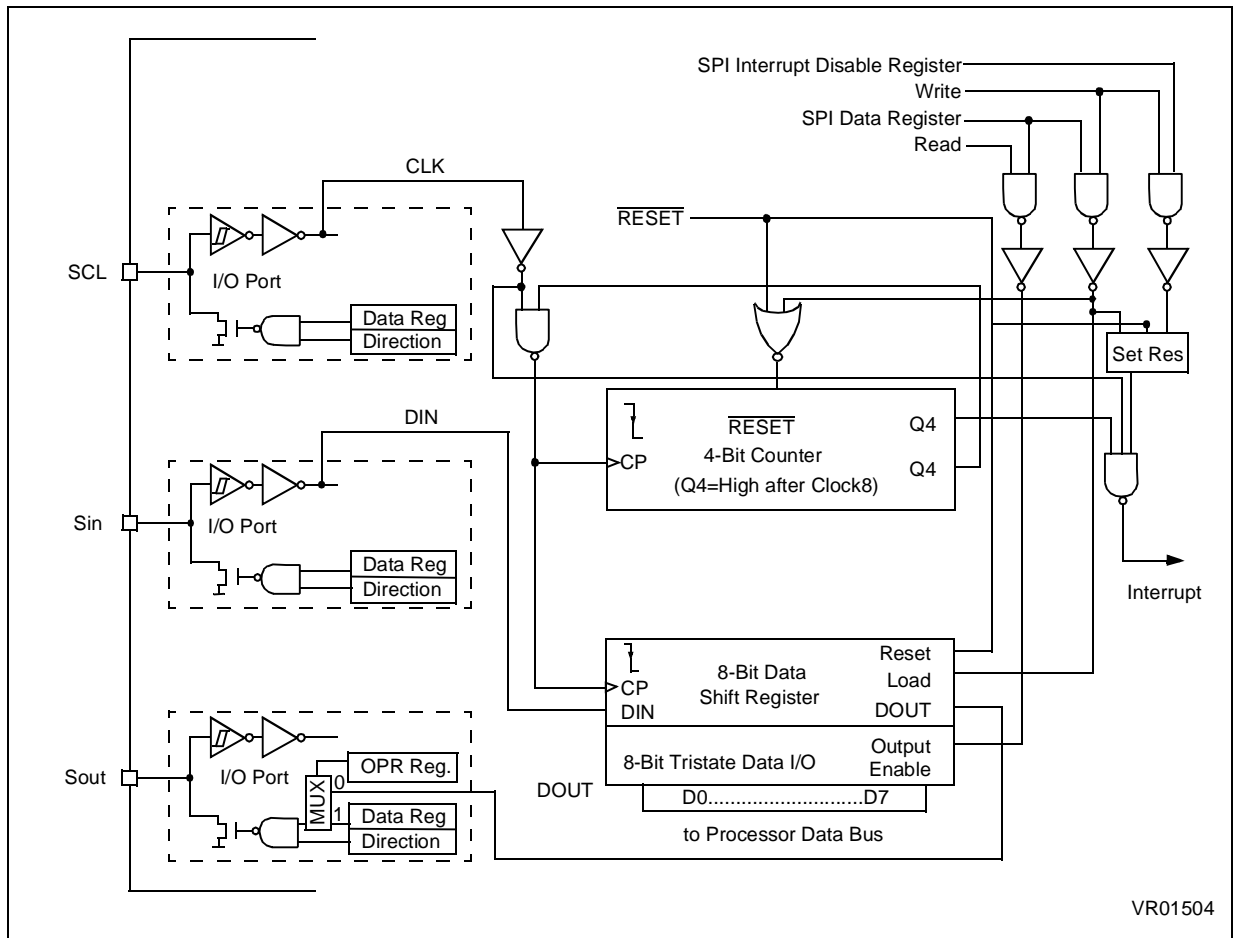 SPI Interrupt Disable Register
Write
SPI Data Register
Read
CLK
RESET
SCL
I/O Port
Data Reg
Direction
Set Res
DIN
RESET
Q4
4-Bit Counter
CP
Q4
(Q4=High after Clock8)
Sin
I/O Port
Data Reg
Direction
Interrupt
Reset
8-Bit Data
Load
CP
Shift Register
DIN
DOUT
Sout
I/O Port
OPR Reg.
MUX
0
1
Data Reg
Direction
DOUT
8-Bit Tristate Data I/O
Output
Enable
D0............................D7
to Processor Data Bus
VR01504